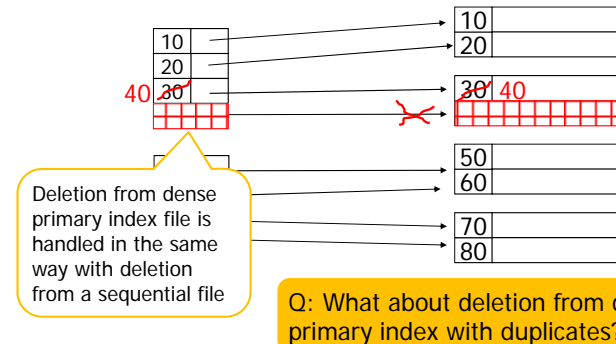 10
20
40 30
10
20
30 40
50
60
70
80
Deletion from dense
primary index file is
handled in the same
way with deletion
from a sequential file
Q: What about deletion from
primary index with duplicates?